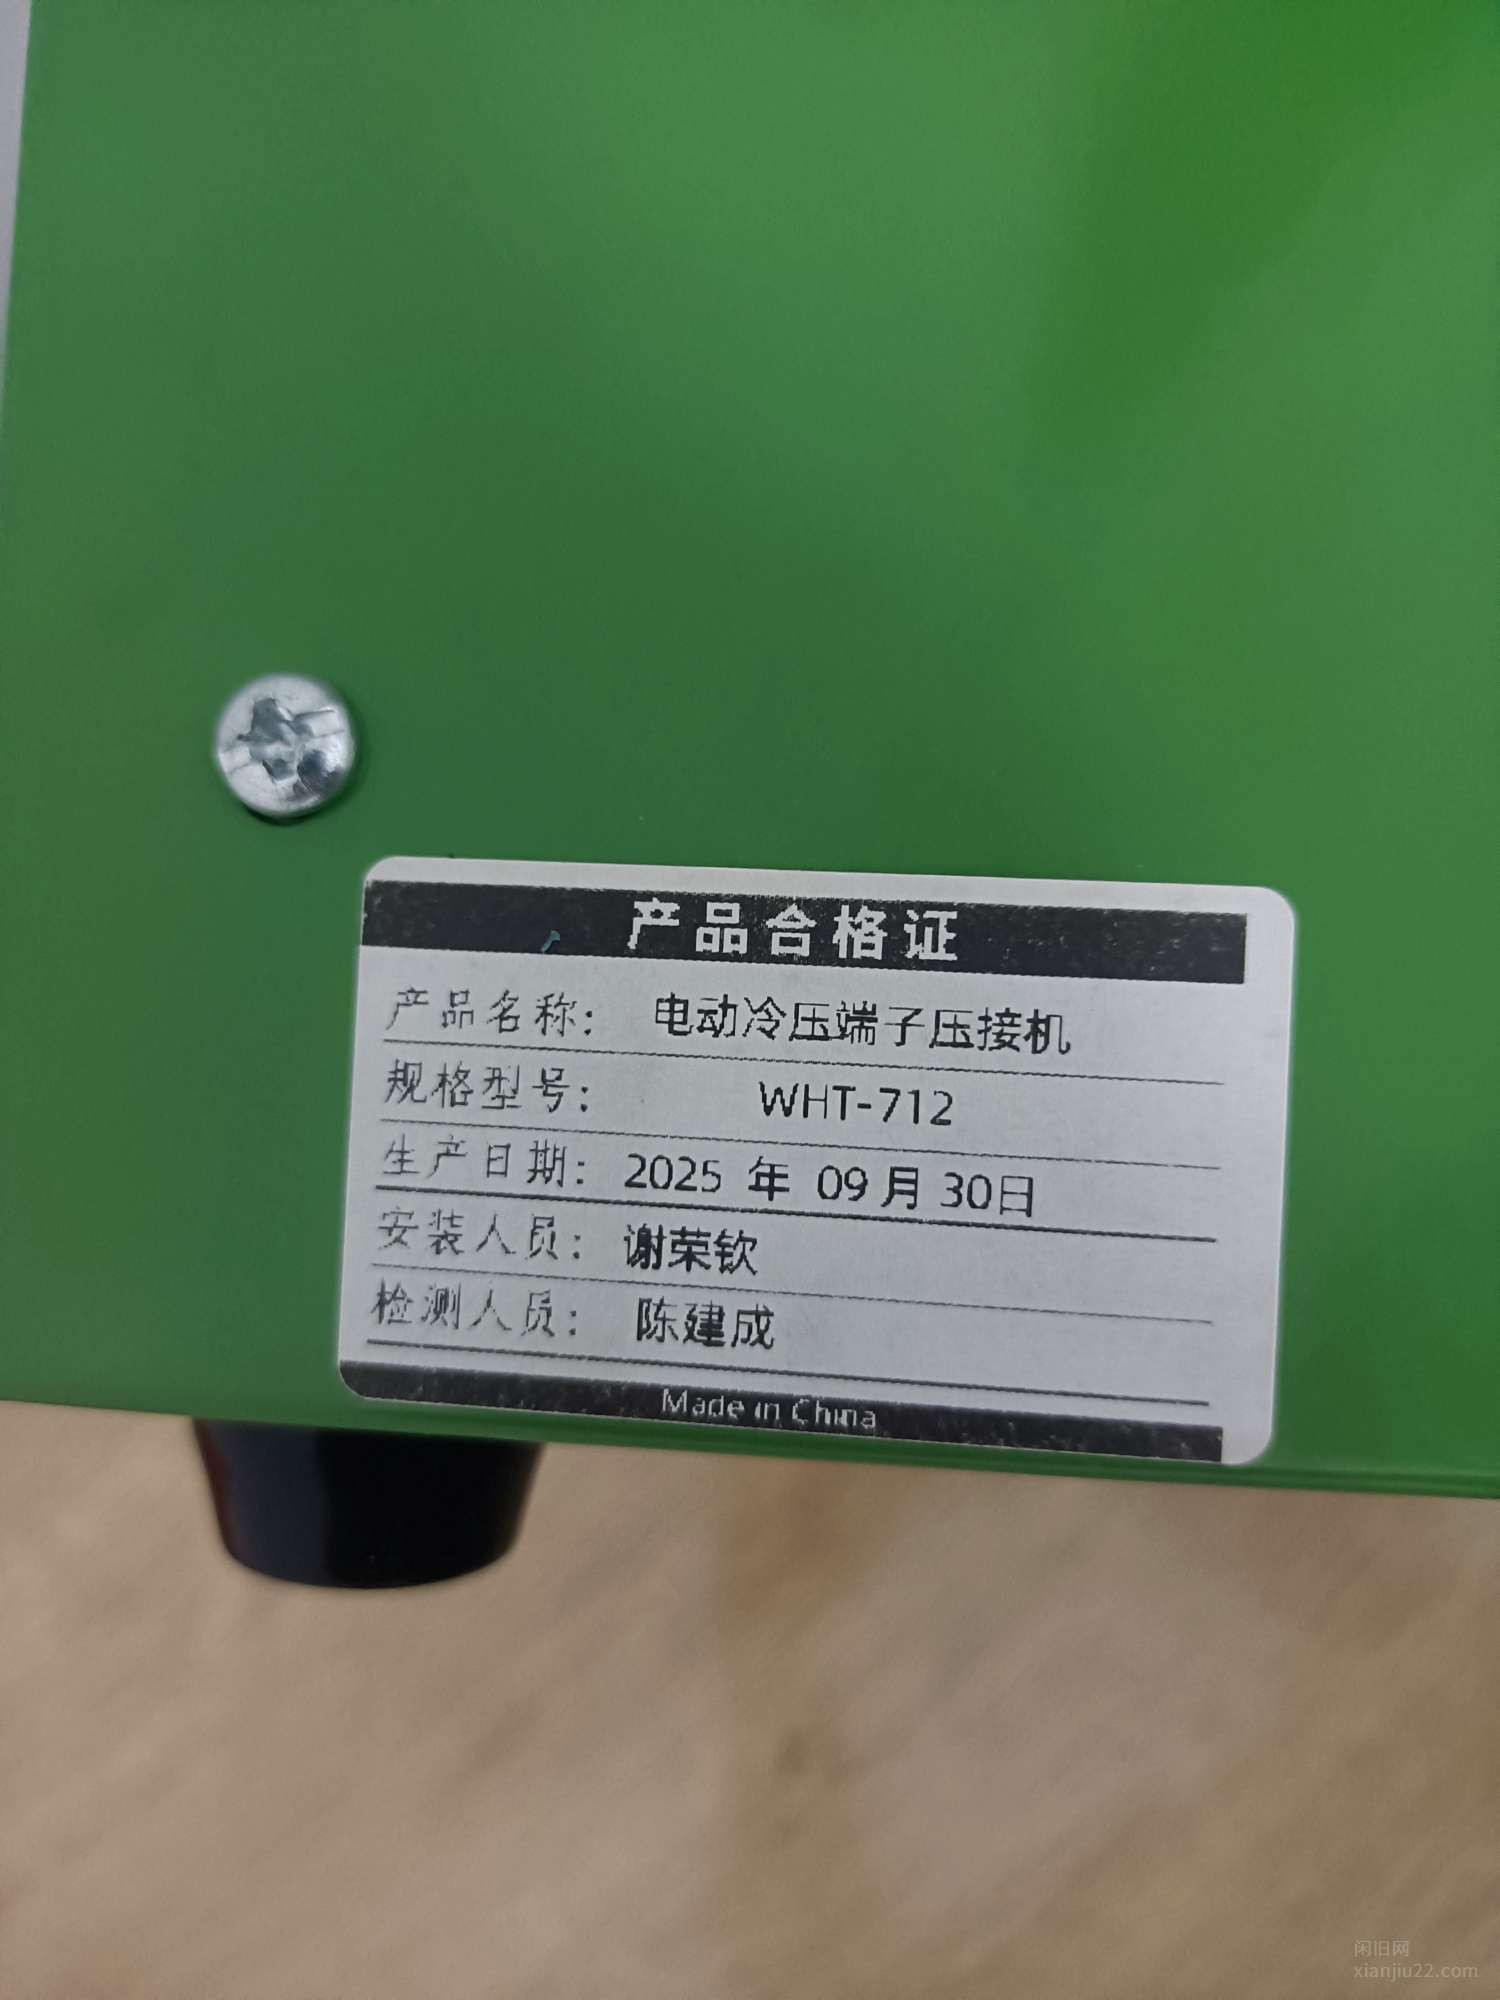 产品合格证
产品名称： 电动冷压端子压接机
规格型号： WHT-712
生产日期： 2025 年 09月 30日
安装人员： 谢荣钦
检测人员： 陈建成
Made in China
闲旧网
xianjiu22.com